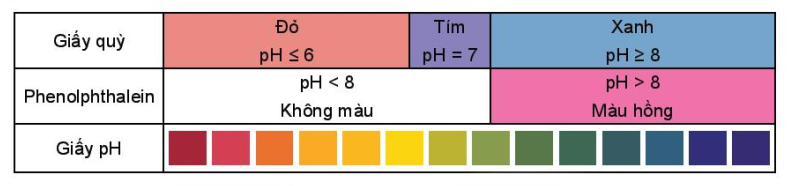 Giấy quỳ
Đỏ
pH ≤ 6
Tím
pH = 7
Xanh
pH ≥ 8
Phenolphthalein
pH < 8
Không màu
pH > 8
Màu hồng
Giấy pH